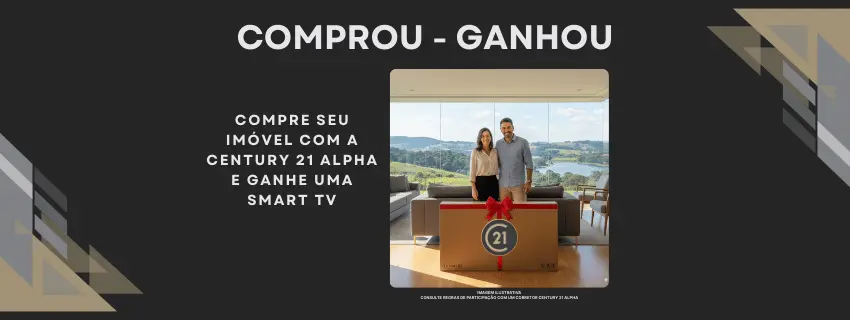 COMPROU - GANHOU
COMPRE SEU
IMÓVEL COM A
CENTURY 21 ALPHA
E GANHE UMA
SMART TV
C21
IMAGEM ILUSTRATIVA
CONSULTE REGRAS DE PARTICIPAÇÃO COM UM CORRETOR CENTURY 21 ALPHA